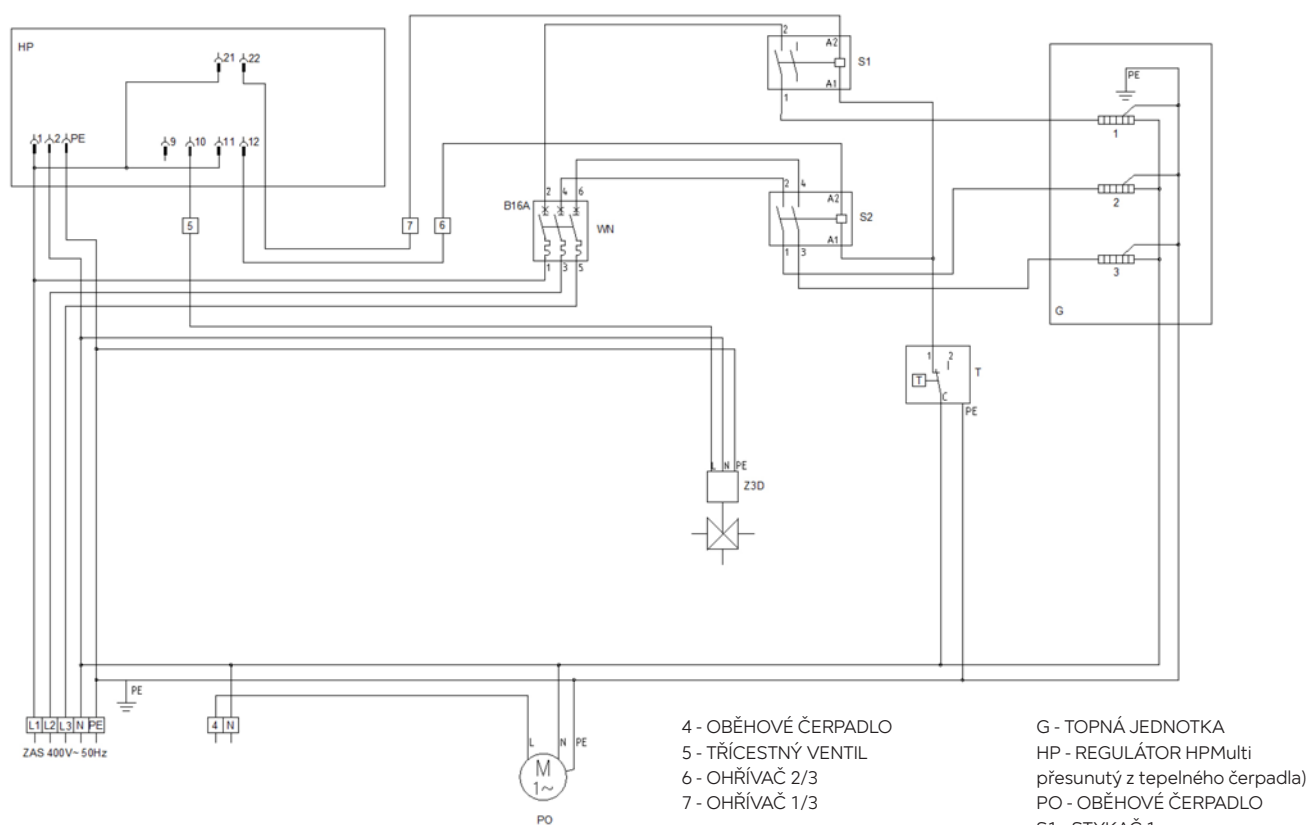 HP
21 22
1 2 PE
9 10 11 12
5
7
6
B16A
2 4 6
WN
1 3 5
2
A2
S1
A1
1
2 4
A2
S2
A1
1 3
PE
1
2
3
G
1 2
T
T
C
PE
L N PE
Z3D
PE
L1 L2 L3 N PE
ZAS 400V~ 50Hz
4 N
L N PE
M
1~
PO
4 - OBĚHOVÉ ČERPADLO
5 - TŘÍCESTNÝ VENTIL
6 - OHŘÍVAČ 2/3
7 - OHŘÍVAČ 1/3
G - TOPNÁ JEDNOTKA
HP - REGULÁTOR HPMulti
přesunutý z tepelného čerpadla)
PO - OBĚHOVÉ ČERPADLO